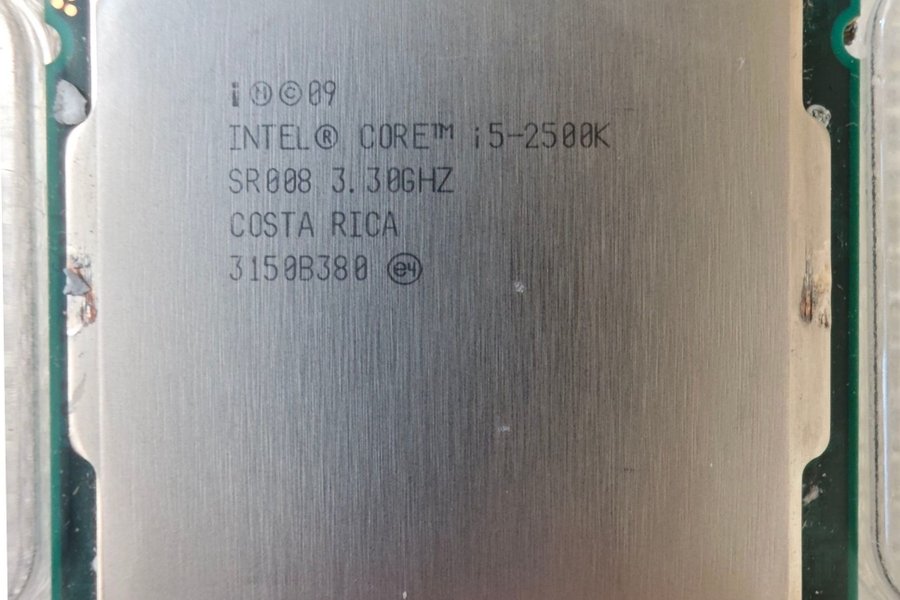 i Ⓜ © 09
INTEL® CORE™ i5-2500K
SR008 3.30GHZ
COSTA RICA
3150B380 e4